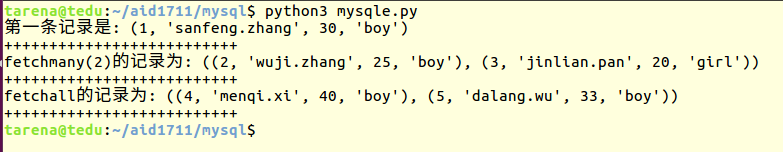 tarena@tedu:~/aid1711/mysql$ python3 mysqle.py
第一条记录是: (1, 'sanfeng.zhang', 30, 'boy')
++++++++++++++++++++++++++
fetchmany(2)的记录为: ((2, 'wuji.zhang', 25, 'boy'), (3, 'jinlian.pan', 20, 'girl'))
++++++++++++++++++++++++++
fetchall的记录为: ((4, 'menqi.xi', 40, 'boy'), (5, 'dalang.wu', 33, 'boy'))
++++++++++++++++++++++++++
tarena@tedu:~/aid1711/mysql$